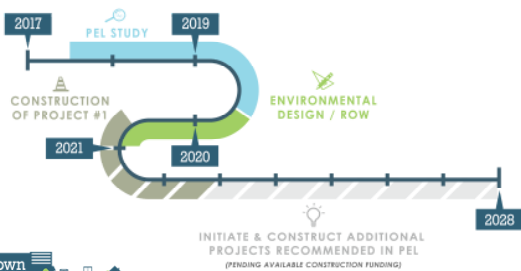 2017
2019
PEL STUDY
CONSTRUCTION
OF PROJECT #1
ENVIRONMENTAL
DESIGN / ROW
2021
2020
2028
INITIATE & CONSTRUCT ADDITIONAL
PROJECTS RECOMMENDED IN PEL
(PENDING AVAILABLE CONSTRUCTION FUNDING)
own